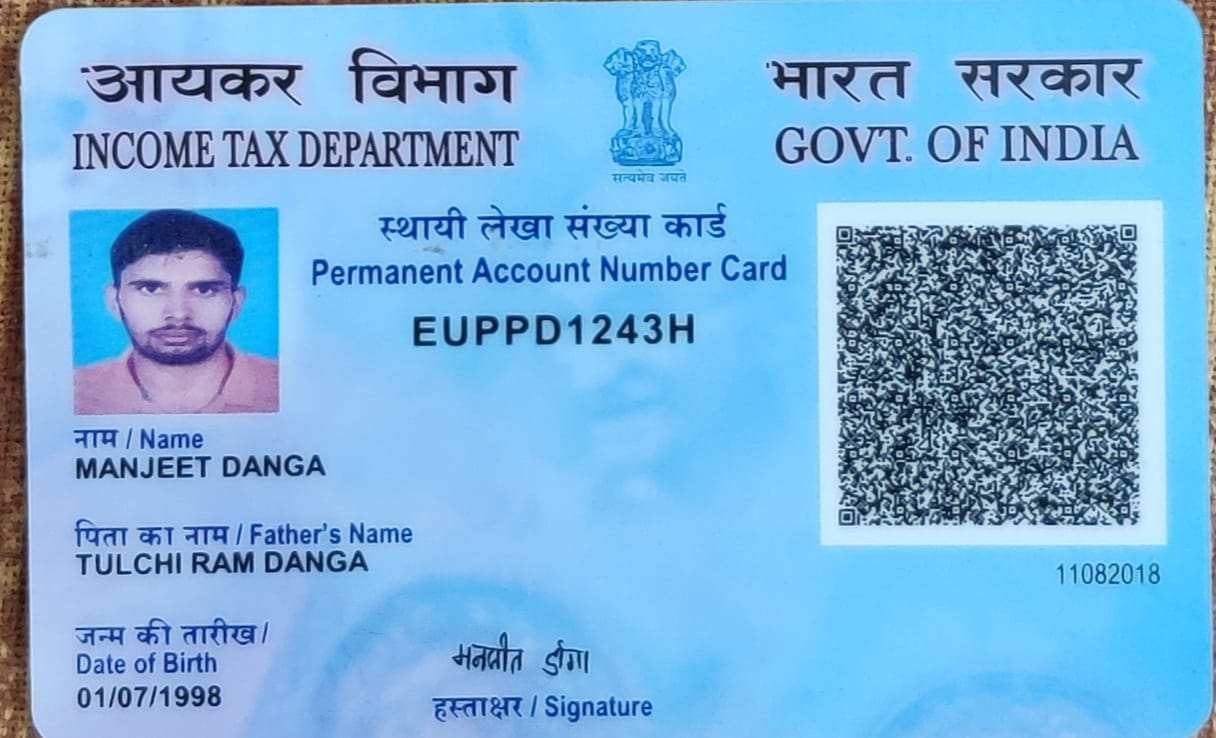 आयकर विभाग
INCOME TAX DEPARTMENT
सत्यमेव जयते
भारत सरकार
GOVT. OF INDIA
स्थायी लेखा संख्या कार्ड
Permanent Account Number Card
EUPPD1243H
नाम / Name
MANJEET DANGA
पिता का नाम / Father's Name
TULCHI RAM DANGA
11082018
जन्म की तारीख /
Date of Birth
01/07/1998
मनजीत डांगा
हस्ताक्षर / Signature